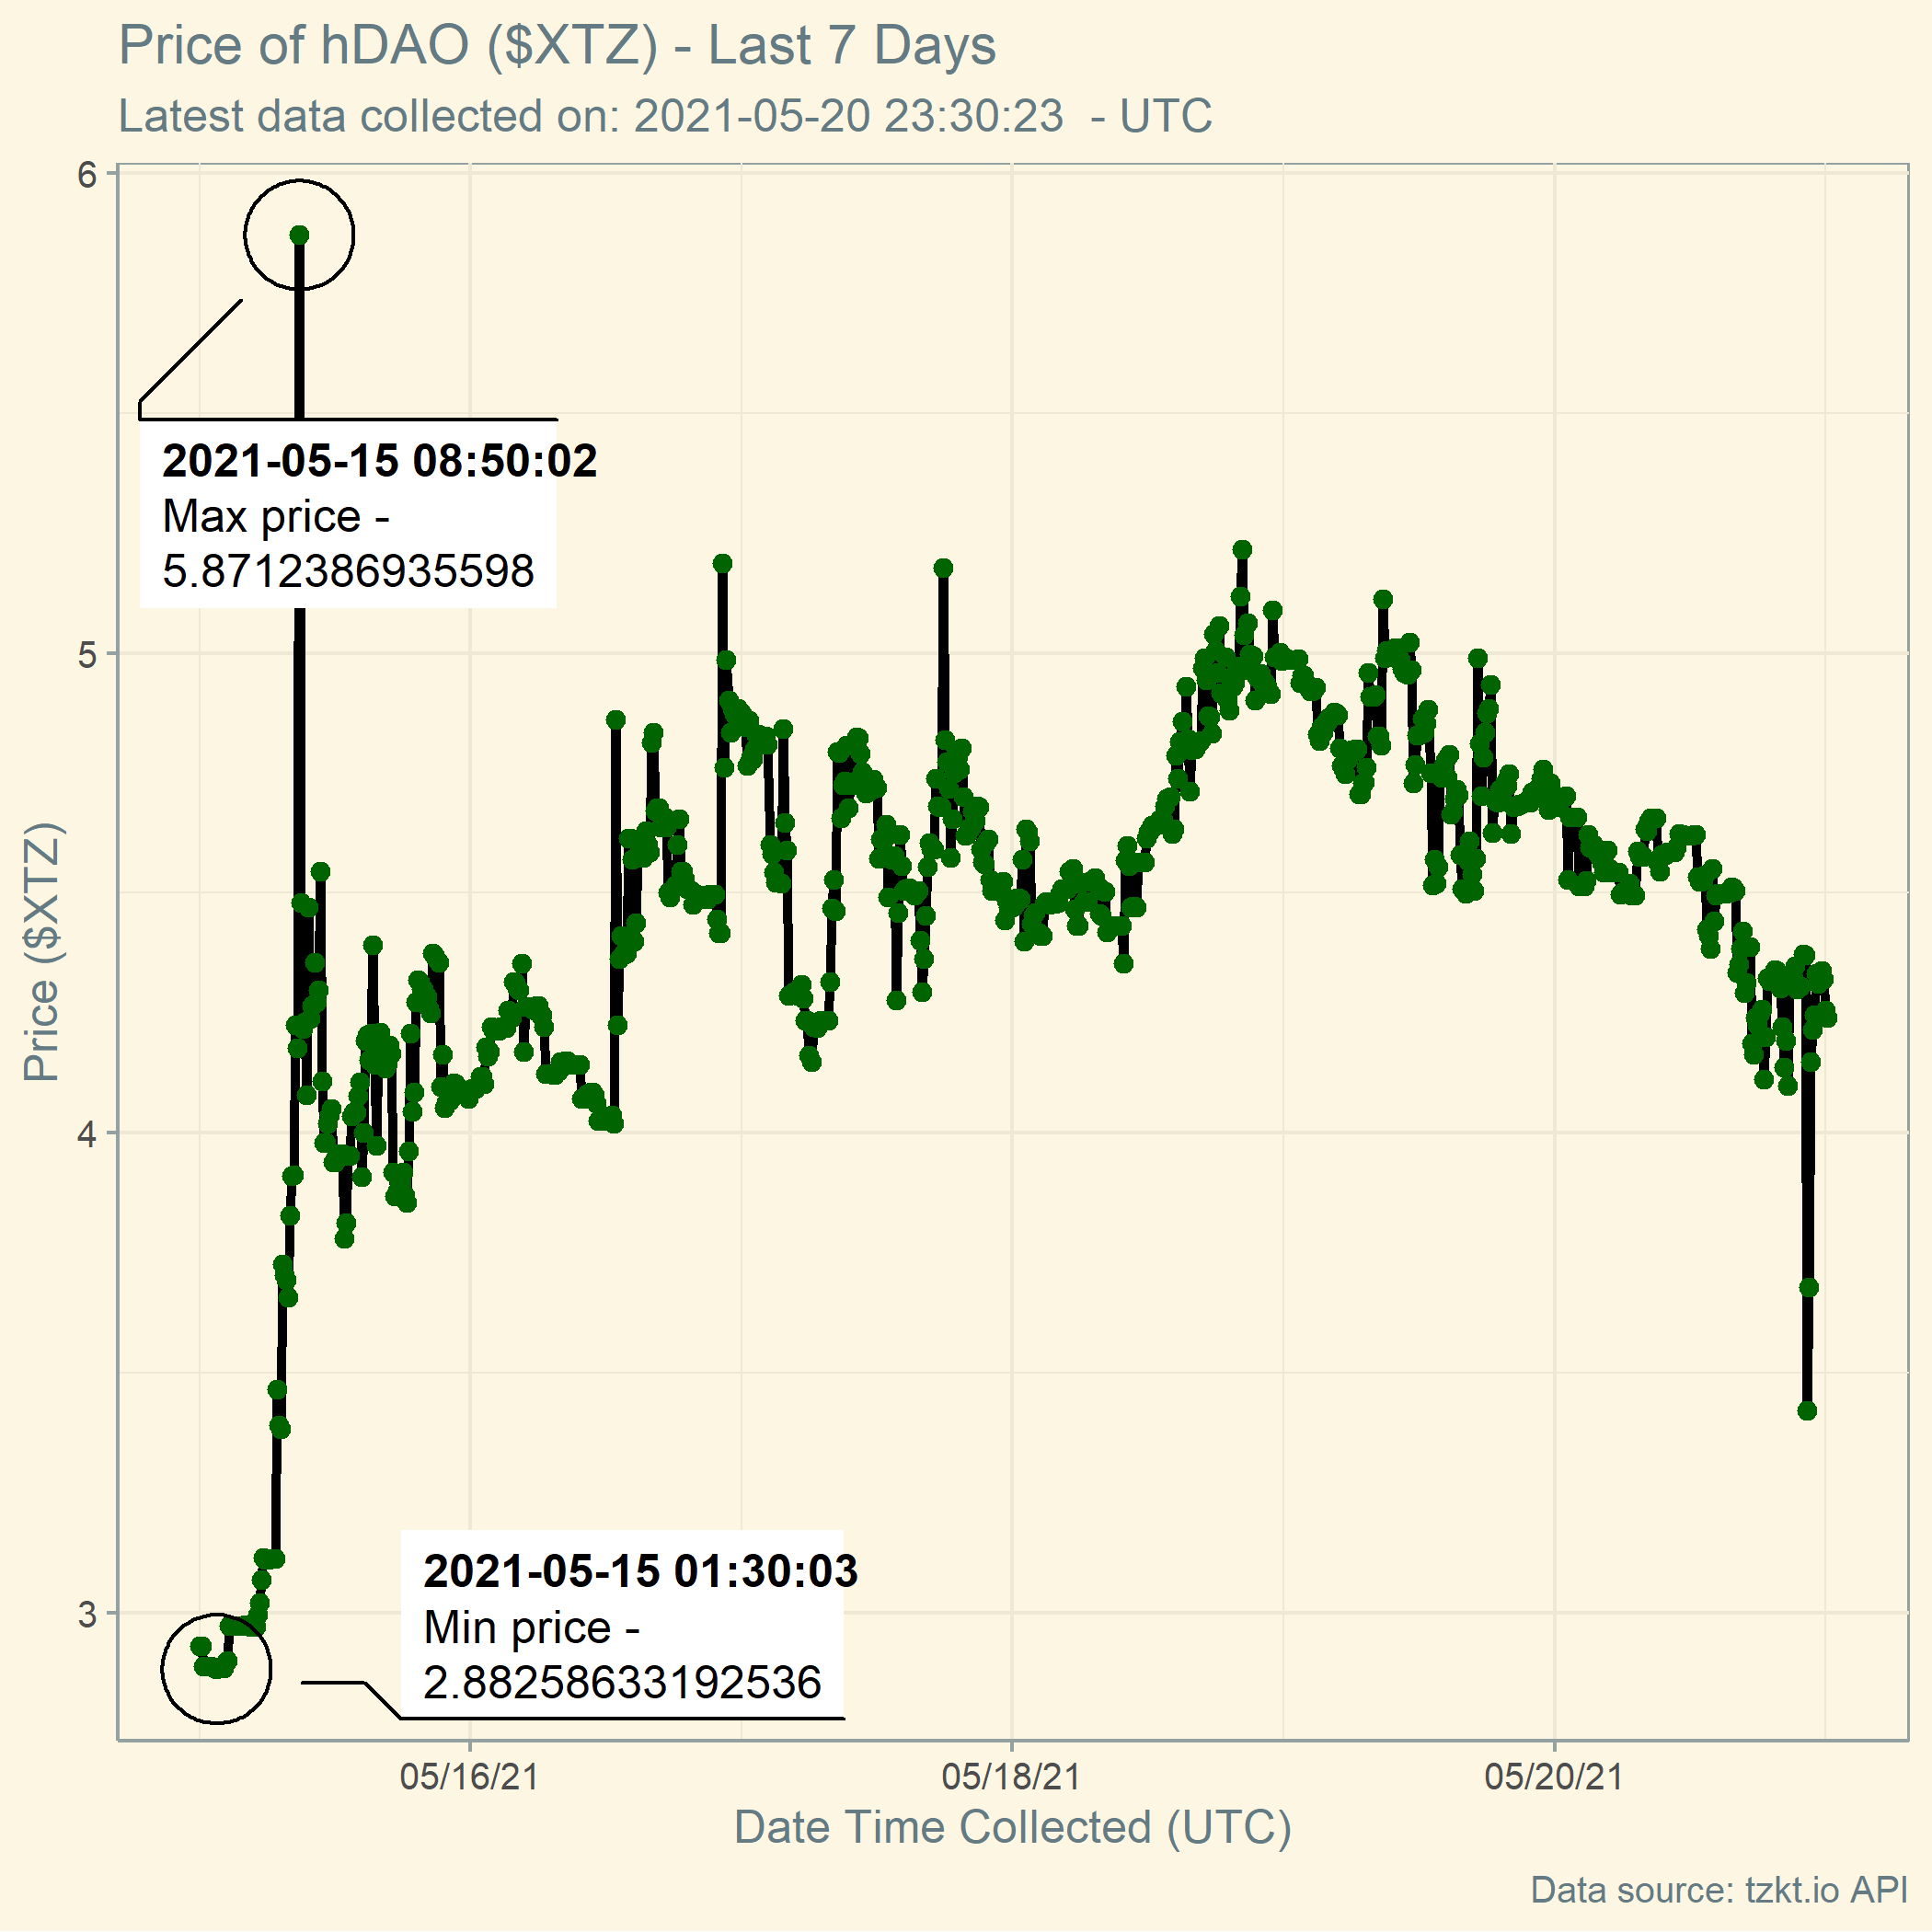 Price of hDAO ($XTZ) - Last 7 Days
Latest data collected on: 2021-05-20 23:30:23  - UTC
6
5
4
3
Price ($XTZ)
2021-05-15 08:50:02
Max price -
5.8712386935598
2021-05-15 01:30:03
Min price -
2.88258633192536
05/16/21
05/18/21
05/20/21
Date Time Collected (UTC)
Data source: tzkt.io API